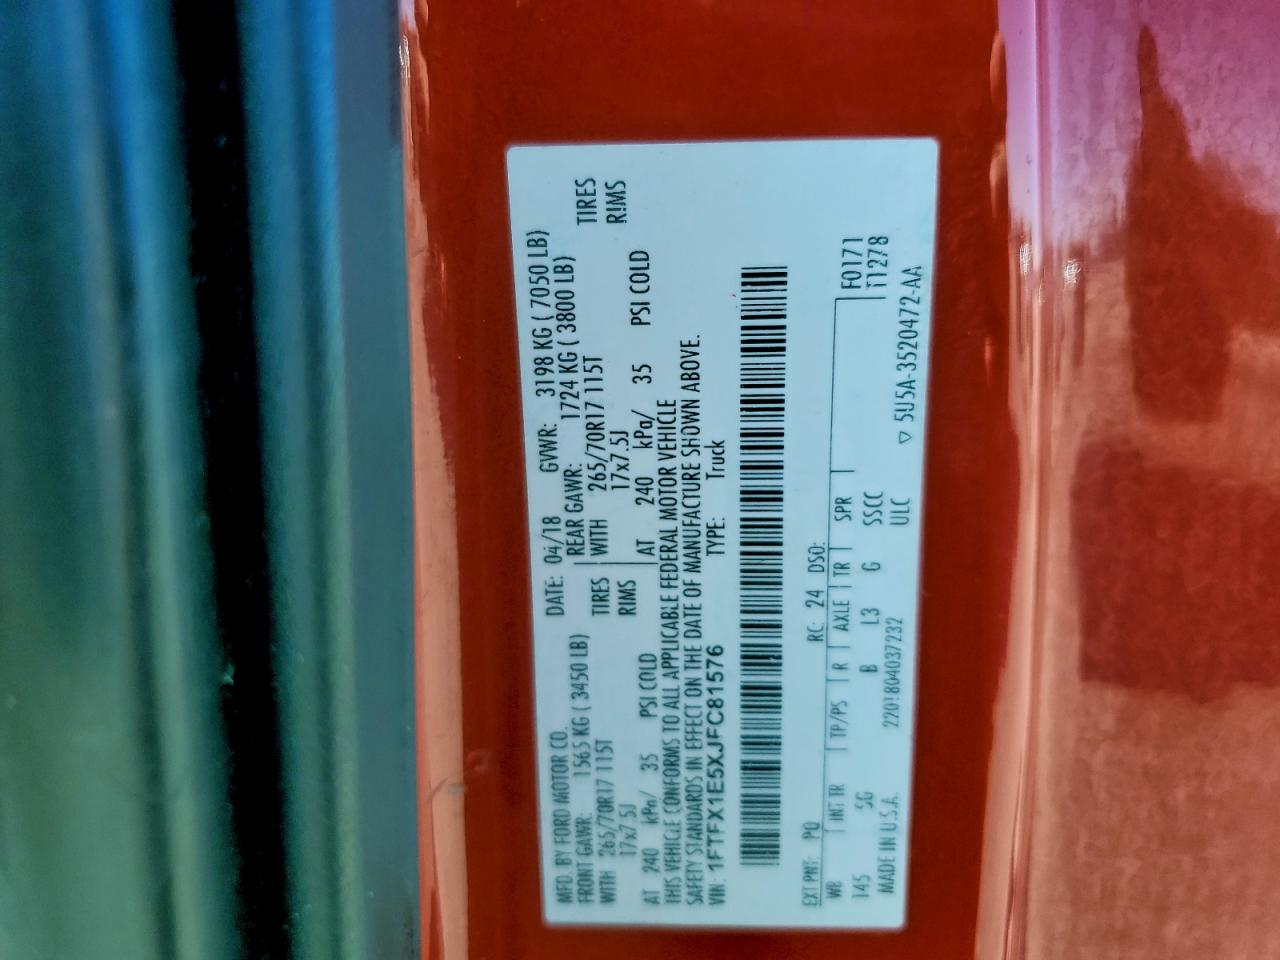 MFD. BY FORD MOTOR CO. DATE: 04/18 GVWR: 3198 KG ( 7050 LB)
FRONT GAWR: 1565 KG ( 3450 LB) REAR GAWR: 1724 KG ( 3800 LB)
WITH 265/70R17 115T TIRES WITH 265/70R17 115T TIRES
17x7.5J RIMS 17x7.5J RIMS
AT 240 kPa/ 35 PSI COLD AT 240 kPa/ 35 PSI COLD
THIS VEHICLE CONFORMS TO ALL APPLICABLE FEDERAL MOTOR VEHICLE
SAFETY STANDARDS IN EFFECT ON THE DATE OF MANUFACTURE SHOWN ABOVE.
VIN: 1FTFX1E5XJFC81576 TYPE: Truck
EXT PNT: PQ RC: 24 DSO:
WB INT TR TP/PS R AXLE TR SPR F0171
145 SG B L3 G SSCC T1278
MADE IN U.S.A. 2201804037232 ULC
▽ 5U5A-3520472-AA